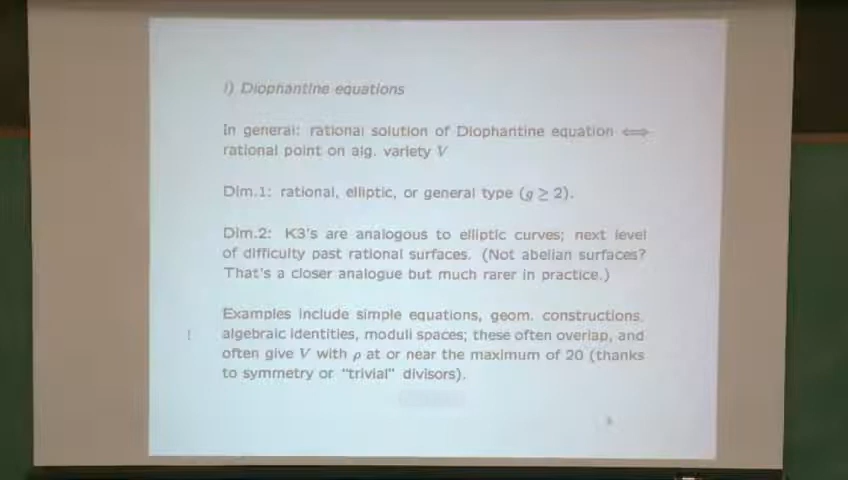 i) Diophantine equations
In general: rational solution of Diophantine equation ⟺
rational point on alg. variety V
Dim.1: rational, elliptic, or general type (g ≥ 2).
Dim.2: K3's are analogous to elliptic curves; next level
of difficulty past rational surfaces. (Not abelian surfaces?
That's a closer analogue but much rarer in practice.)
Examples include simple equations, geom. constructions,
! algebraic identities, moduli spaces; these often overlap, and
often give V with ρ at or near the maximum of 20 (thanks
to symmetry or "trivial" divisors).